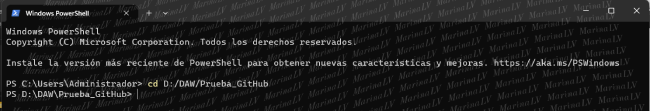 Windows PowerShell
Windows PowerShell
Copyright (C) Microsoft Corporation. Todos los derechos reservados.
Instale la versión más reciente de PowerShell para obtener nuevas características y mejoras. https://aka.ms/PSWindows
PS C:\Users\Administrador> cd D:/DAW/Prueba_GitHub
PS D:\DAW\Prueba_GitHub>
MarinaLV